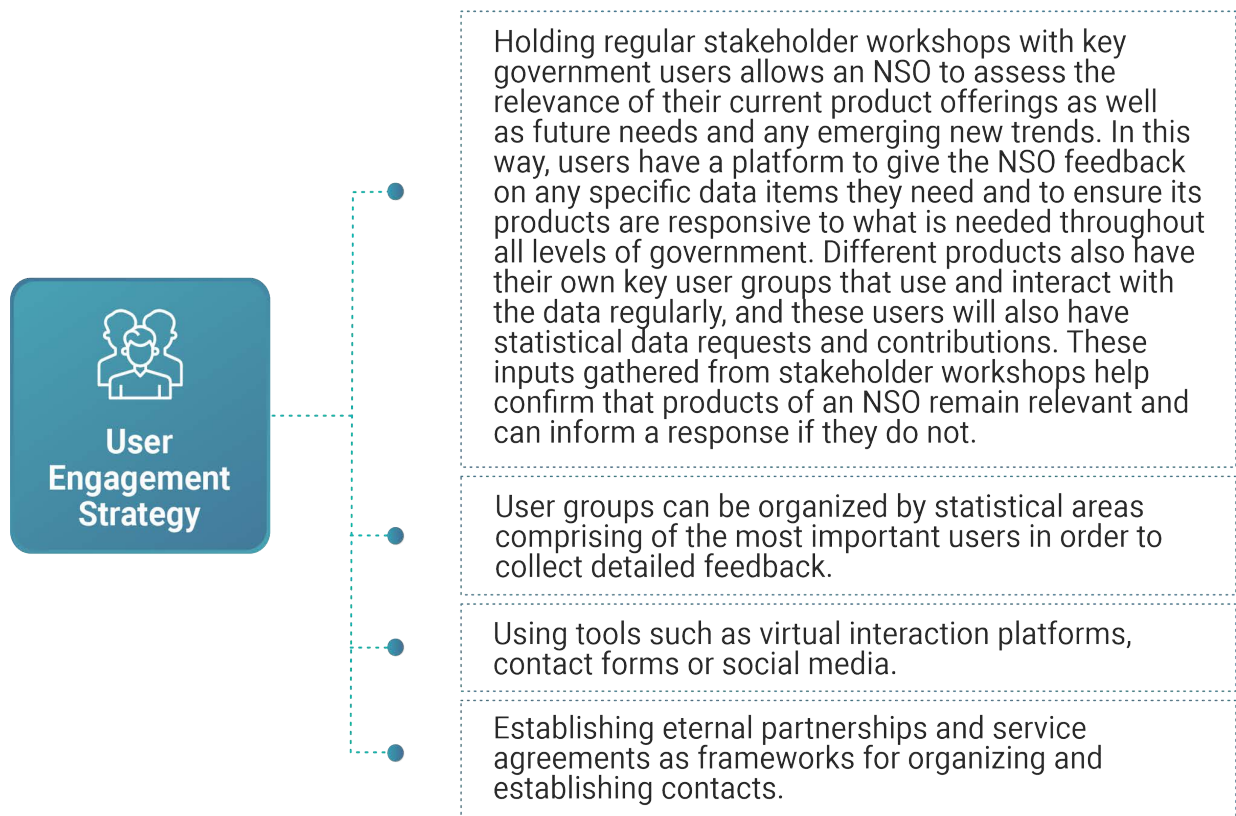 User
Engagement
Strategy
Holding regular stakeholder workshops with key
government users allows an NSO to assess the
relevance of their current product offerings as well
as future needs and any emerging new trends. In this
way, users have a platform to give the NSO feedback
on any specific data items they need and to ensure its
products are responsive to what is needed throughout
all levels of government. Different products also have
their own key user groups that use and interact with
the data regularly, and these users will also have
statistical data requests and contributions. These
inputs gathered from stakeholder workshops help
confirm that products of an NSO remain relevant and
can inform a response if they do not.
User groups can be organized by statistical areas
comprising of the most important users in order to
collect detailed feedback.
Using tools such as virtual interaction platforms,
contact forms or social media.
Establishing eternal partnerships and service
agreements as frameworks for organizing and
establishing contacts.